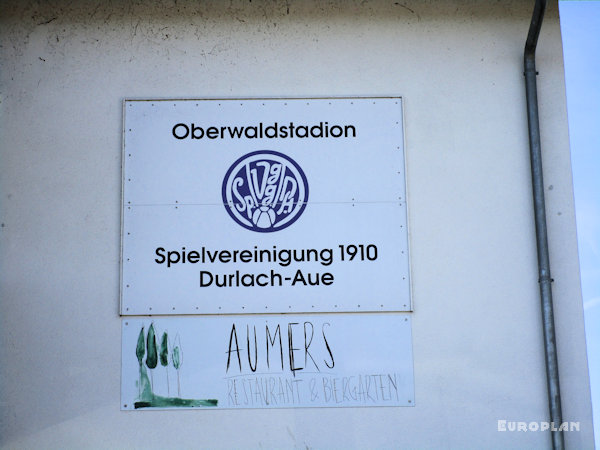 Oberwaldstadion
Spielvereinigung 1910
Durlach-Aue
AUMERS
RESTAURANT & BIERGARTEN
EUROPLAN